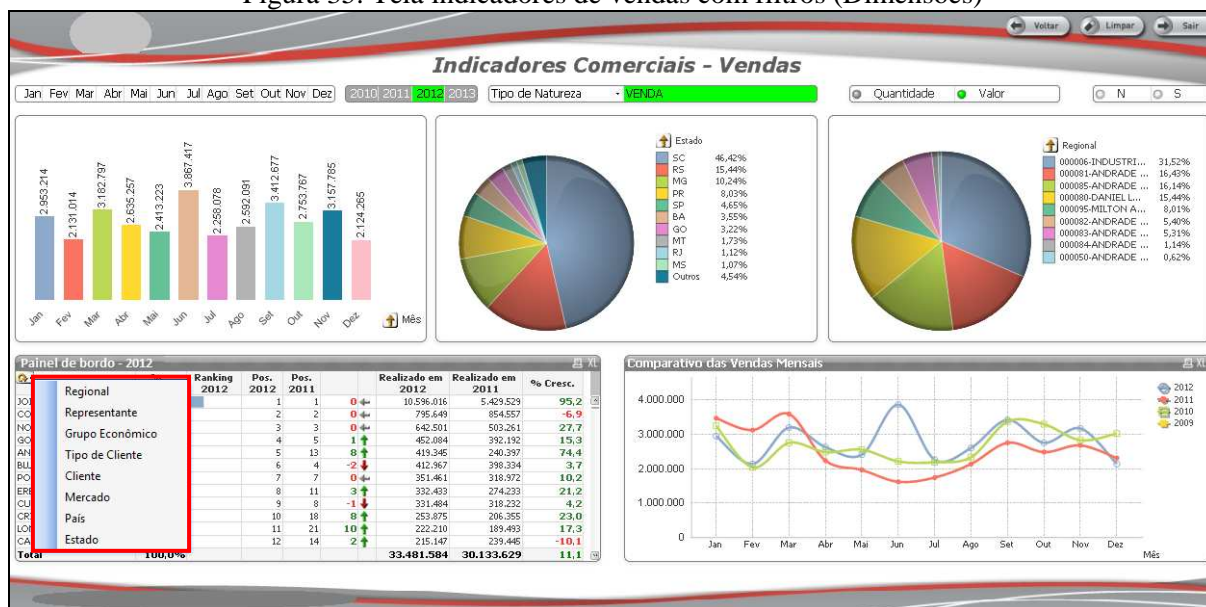 Figura 35: Tela indicadores de vendas com filtros (Dimensões)
Voltar Limpar Sair
Indicadores Comerciais - Vendas
Jan Fev Mar Abr Mai Jun Jul Ago Set Out Nov Dez 2010 2011 2012 2013 Tipo de Natureza - VENDA Quantidade Valor N S
2.953.214
2.131.014
3.182.797
2.635.257
2.413.223
3.867.417
2.258.078
2.592.091
3.412.677
2.753.767
3.157.785
2.124.265
Jan Fev Mar Abr Mai Jun Jul Ago Set Out Nov Dez Mês
Estado
SC 46,42%
RS 15,44%
MG 10,24%
PR 8,03%
SP 4,65%
BA 3,55%
GO 3,22%
MT 1,73%
RJ 1,12%
MS 1,07%
Outros 4,54%
Regional
000006-INDUSTRI... 31,52%
000081-ANDRADE ... 16,43%
000085-ANDRADE ... 16,14%
000080-DANIEL L... 15,44%
000095-MILTON A... 8,01%
000082-ANDRADE ... 5,40%
000083-ANDRADE ... 5,31%
000084-ANDRADE ... 1,14%
000050-ANDRADE ... 0,62%
Painel de bordo - 2012 XL
Ranking 2012 Pos. 2012 Pos. 2011 Realizado em 2012 Realizado em 2011 % Cresc.
1 1 0 10.596.016 5.429.529 95,2
2 2 0 795.649 854.557 -6,9
3 3 0 642.501 503.261 27,7
4 5 1 452.084 392.192 15,3
5 13 8 419.345 240.397 74,4
6 4 -2 412.967 398.334 3,7
7 7 0 351.461 318.972 10,2
8 11 3 332.433 274.233 21,2
9 8 -1 331.484 318.232 4,2
10 18 8 253.875 206.355 23,0
11 21 10 222.210 189.493 17,3
12 14 2 215.147 239.445 -10,1
Total 100,0% 33.481.584 30.133.629 11,1
Regional
Representante
Grupo Econômico
Tipo de Cliente
Cliente
Mercado
País
Estado
Comparativo das Vendas Mensais XL
4.000.000
3.000.000
2.000.000
1.000.000
0
Jan Fev Mar Abr Mai Jun Jul Ago Set Out Nov Dez
Mês
2012
2011
2010
2009